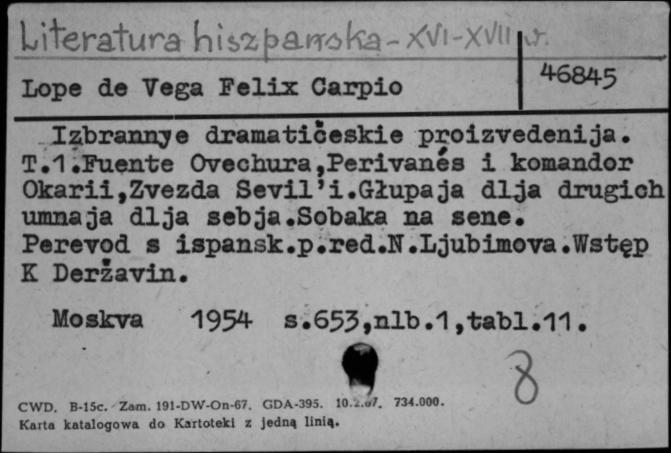 Literatura hiszpańska - XVI-XVII w.
Lope de Vega Felix Carpio
46845
Izbrannye dramatičeskie proizvedenija.
T.1.Fuente Ovechura,Perivanés i komandor
Okarii,Zvezda Sevil'i.Głupaja dlja drugich
umnaja dlja sebja.Sobaka na sene.
Perevod s ispansk.p.red.N.Ljubimova.Wstęp
K Deržavin.
Moskva 1954 s.653,nlb.1,tabl.11.
8
CWD. B-15c. Zam. 191-DW-On-67. GDA-395. 10.2.67. 734.000.
Karta katalogowa do Kartoteki z jedną linią.